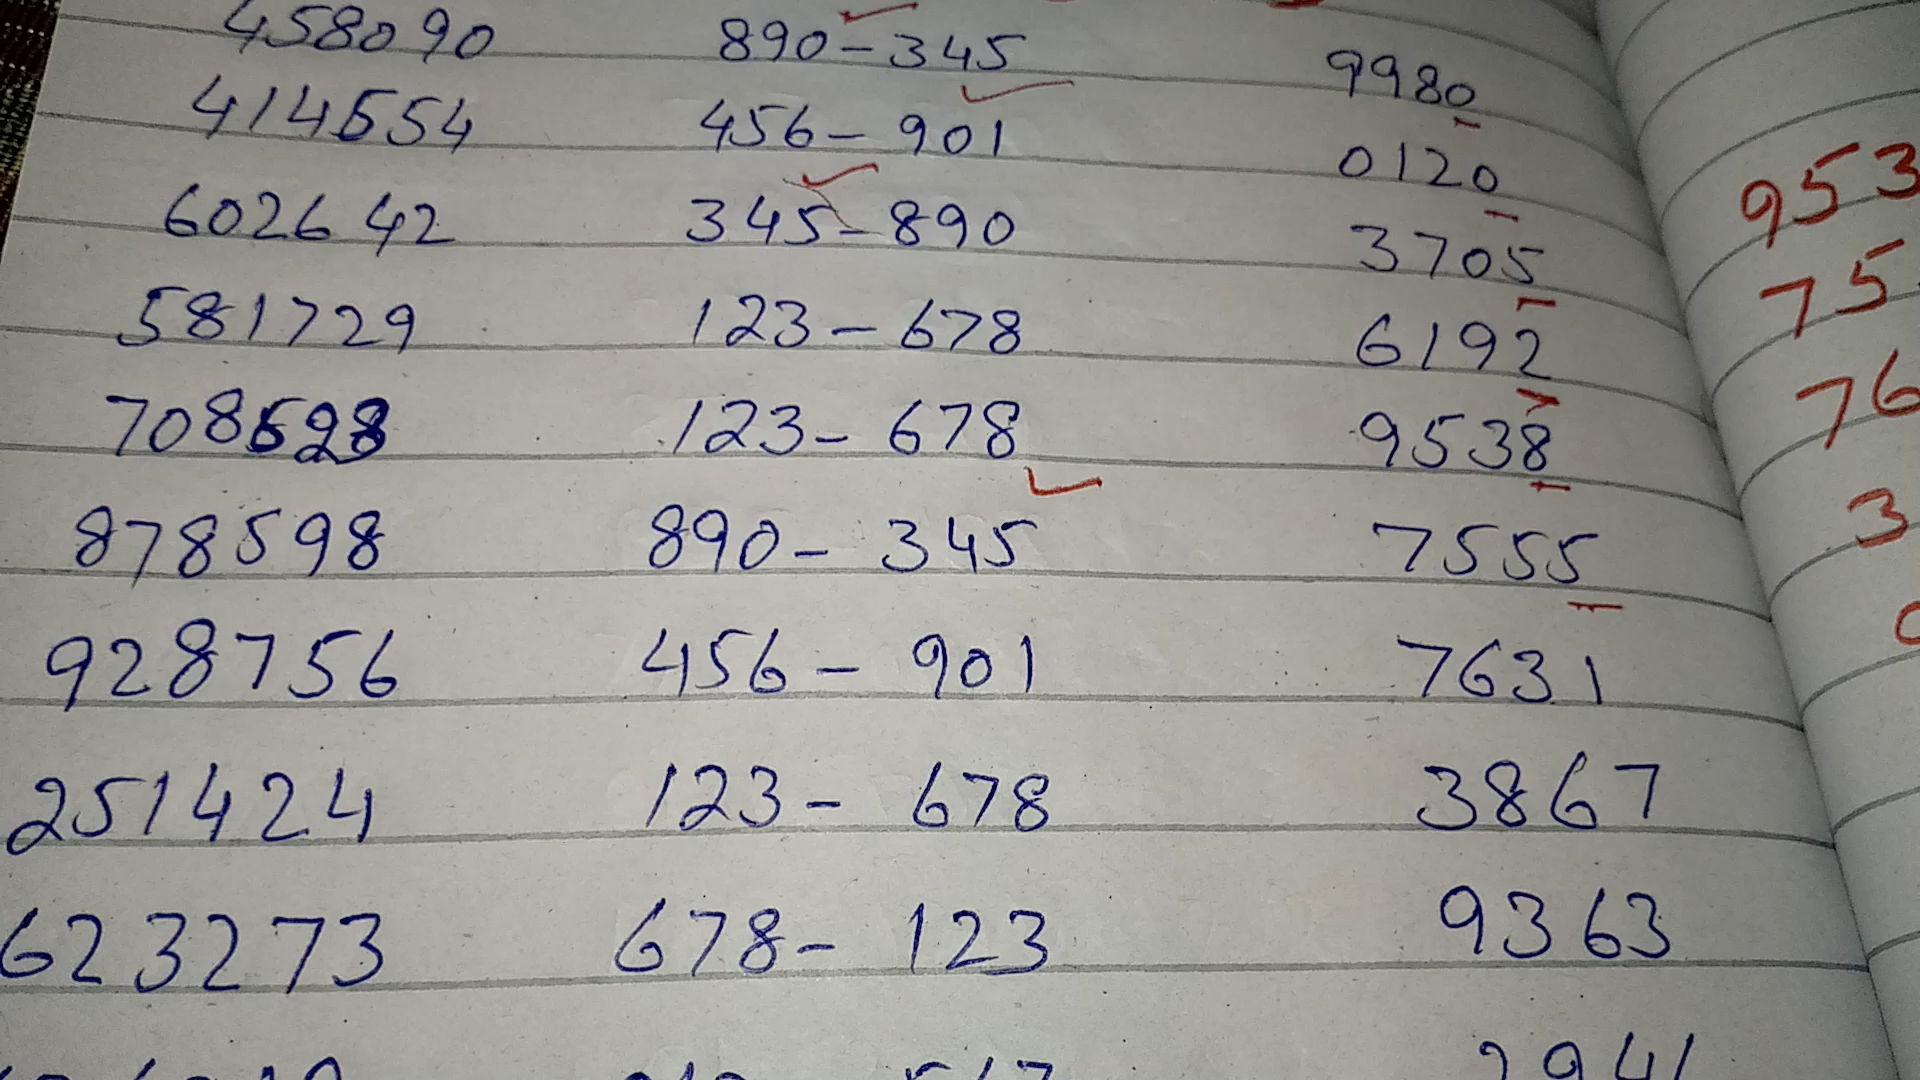 458090 890-345 9980
414554 456-901 0120
602642 345-890 3705
581729 123-678 6192
708528 123-678 9538
878598 890-345 7555
928756 456-901 7631
251424 123-678 3867
623273 678-123 9363
2941
953
75
76
3